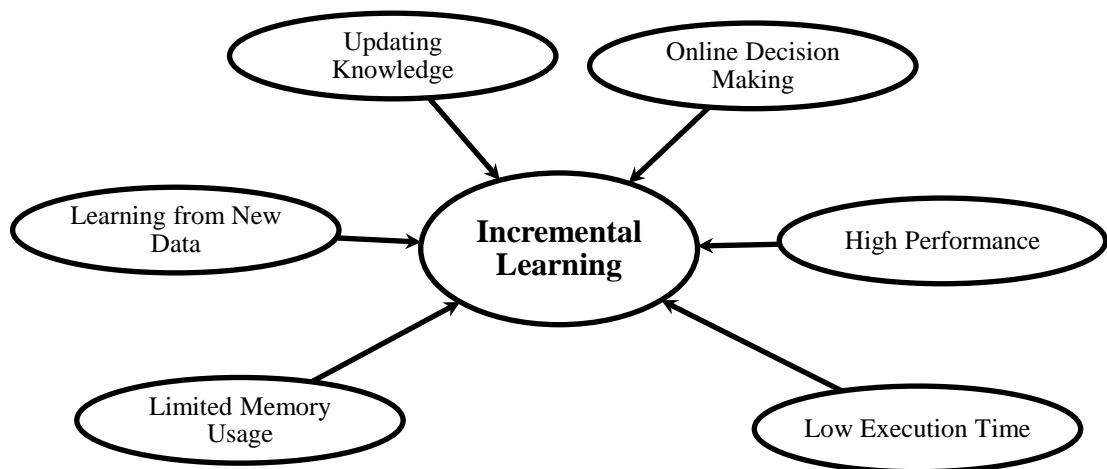 Updating
Knowledge
Online Decision
Making
Learning from New
Data
Incremental
Learning
High Performance
Limited Memory
Usage
Low Execution Time